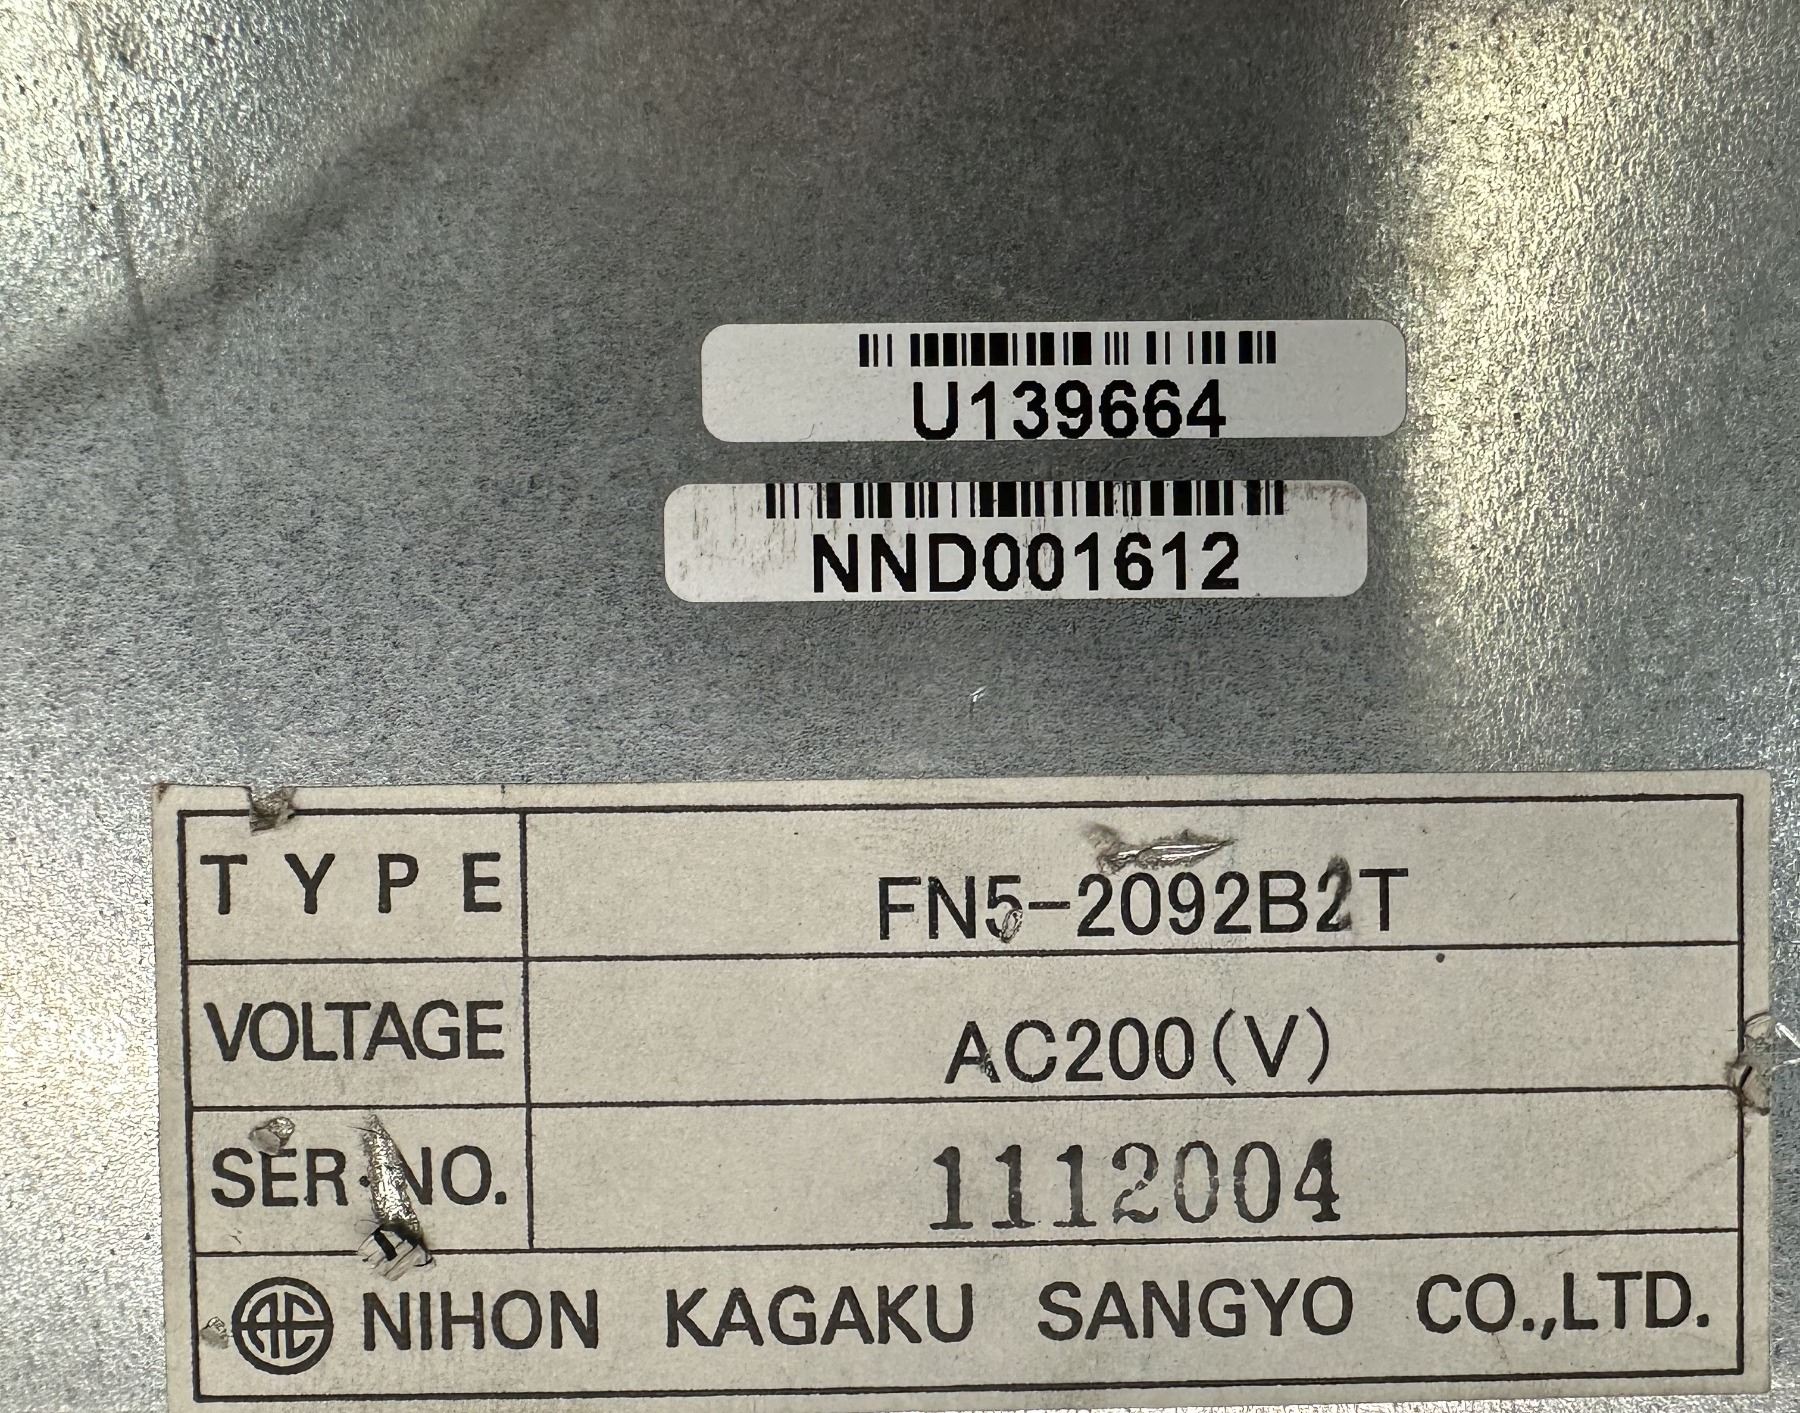 U139664
NND001612
TYPE FN5-2092B2T
VOLTAGE AC200(V)
SER·NO. 1112004
NIHON KAGAKU SANGYO CO.,LTD.